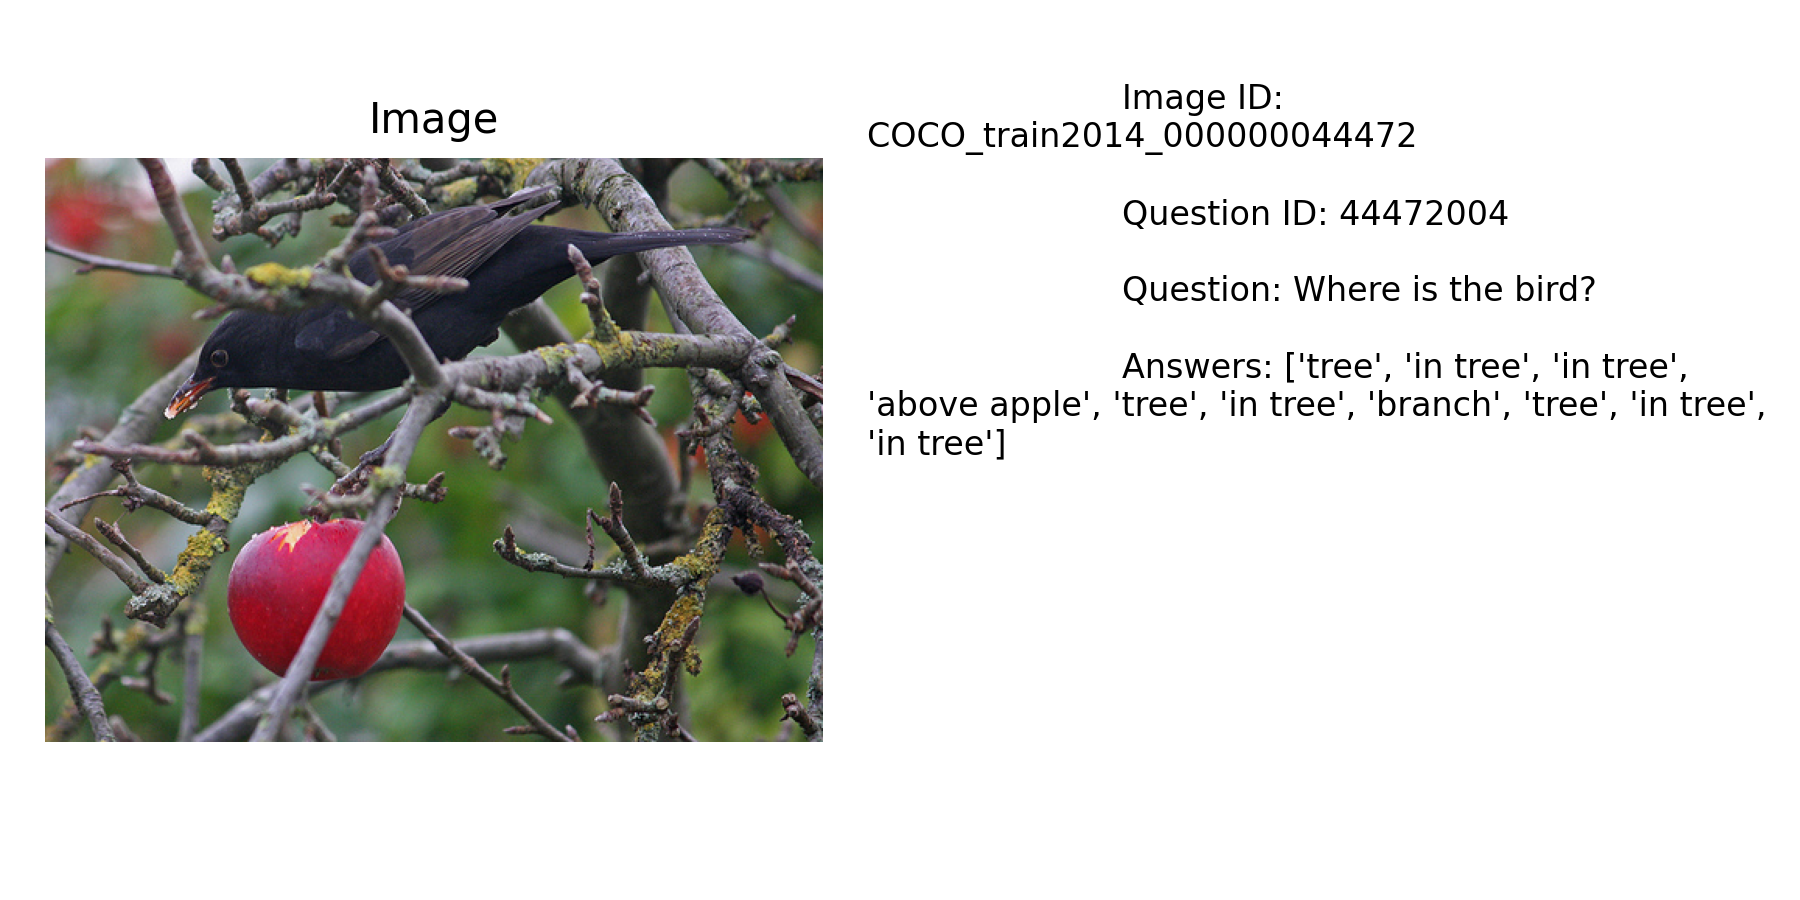 Image
Image ID:
COCO_train2014_000000044472
Question ID: 44472004
Question: Where is the bird?
Answers: ['tree', 'in tree', 'in tree',
'above apple', 'tree', 'in tree', 'branch', 'tree', 'in tree',
'in tree']